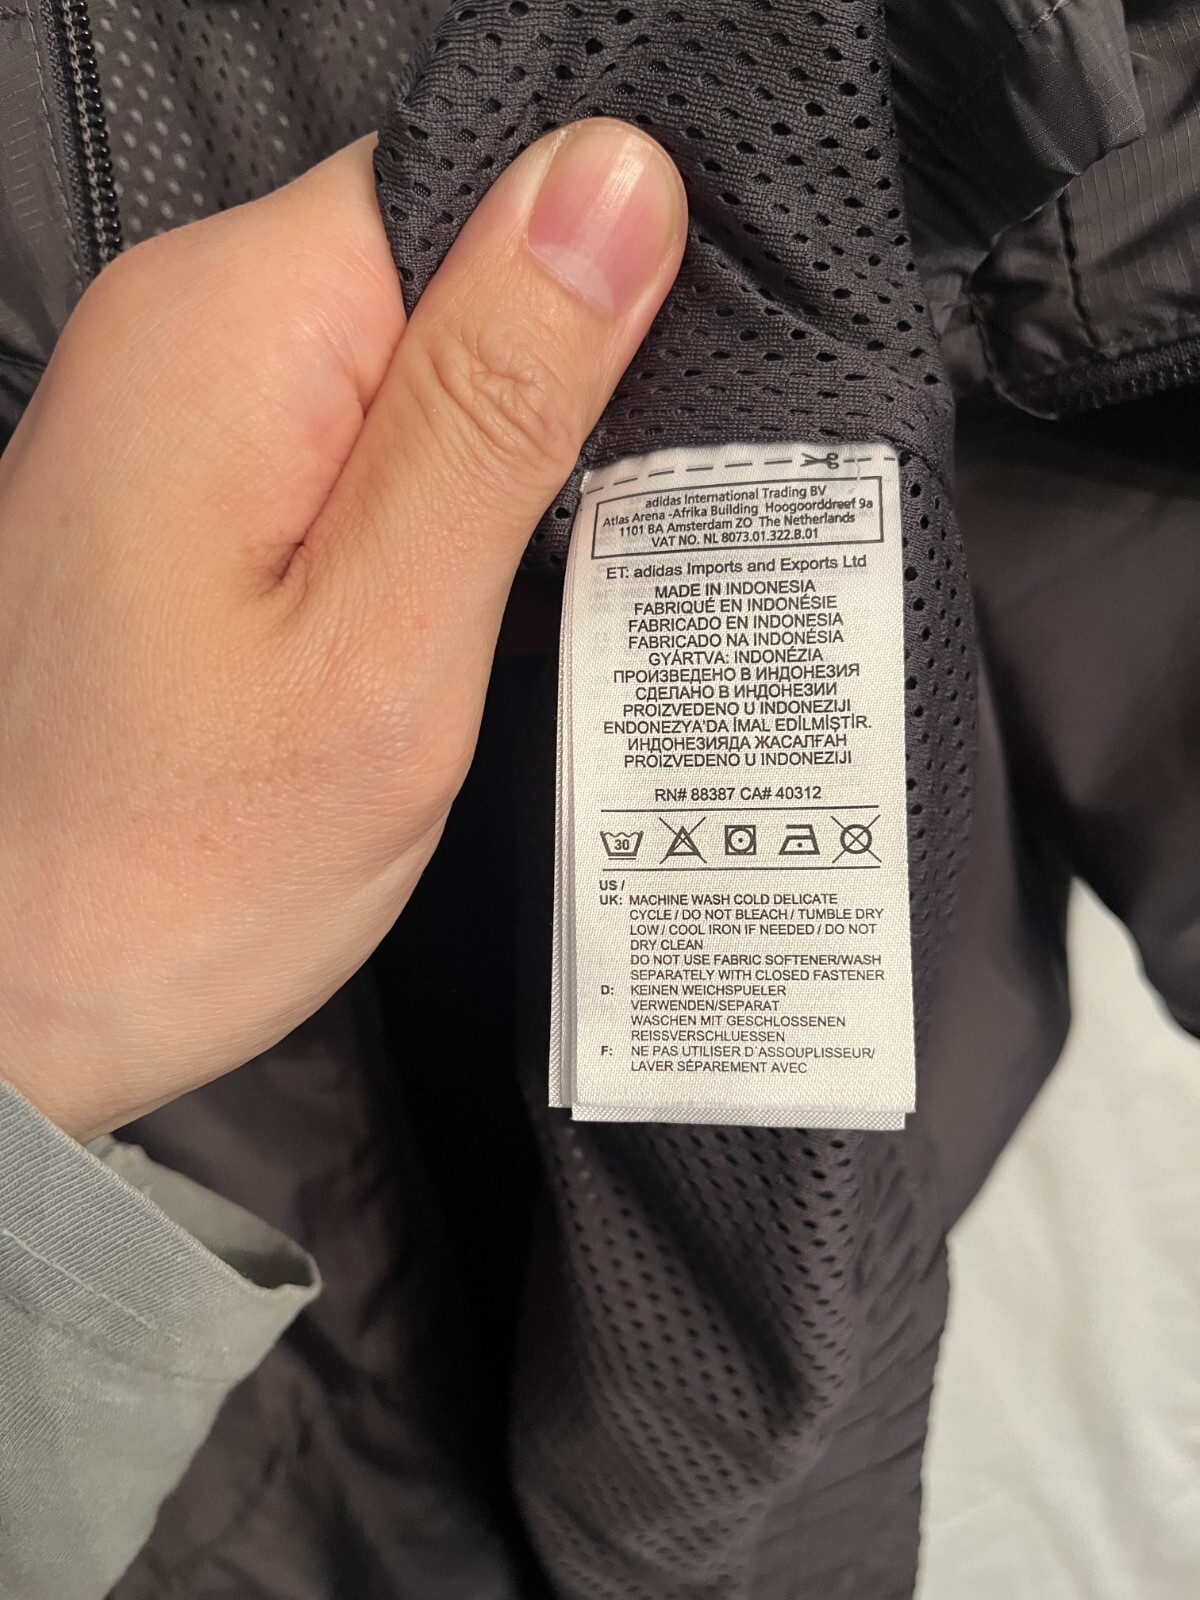 adidas International Trading BV
Atlas Arena -Afrika Building Hoogoorddreef 9a
1101 BA Amsterdam ZO The Netherlands
VAT NO. NL 8073.01.322.B.01
ET: adidas Imports and Exports Ltd
MADE IN INDONESIA
FABRIQUÉ EN INDONÉSIE
FABRICADO EN INDONESIA
FABRICADO NA INDONÉSIA
GYÁRTVA: INDONÉZIA
ПРОИЗВЕДЕНО В ИНДОНЕЗИЯ
СДЕЛАНО В ИНДОНЕЗИИ
PROIZVEDENO U INDONEZIJI
ENDONEZYA'DA İMAL EDİLMİŞTİR.
ИНДОНЕЗИЯДА ЖАСАЛҒАН
PROIZVEDENO U INDONEZIJI
RN# 88387 CA# 40312
30
US /
UK: MACHINE WASH COLD DELICATE
CYCLE / DO NOT BLEACH / TUMBLE DRY
LOW / COOL IRON IF NEEDED / DO NOT
DRY CLEAN
DO NOT USE FABRIC SOFTENER/WASH
SEPARATELY WITH CLOSED FASTENER
D: KEINEN WEICHSPUELER
VERWENDEN/SEPARAT
WASCHEN MIT GESCHLOSSENEN
REISSVERSCHLUESSEN
F: NE PAS UTILISER D´ASSOUPLISSEUR/
LAVER SÉPAREMENT AVEC